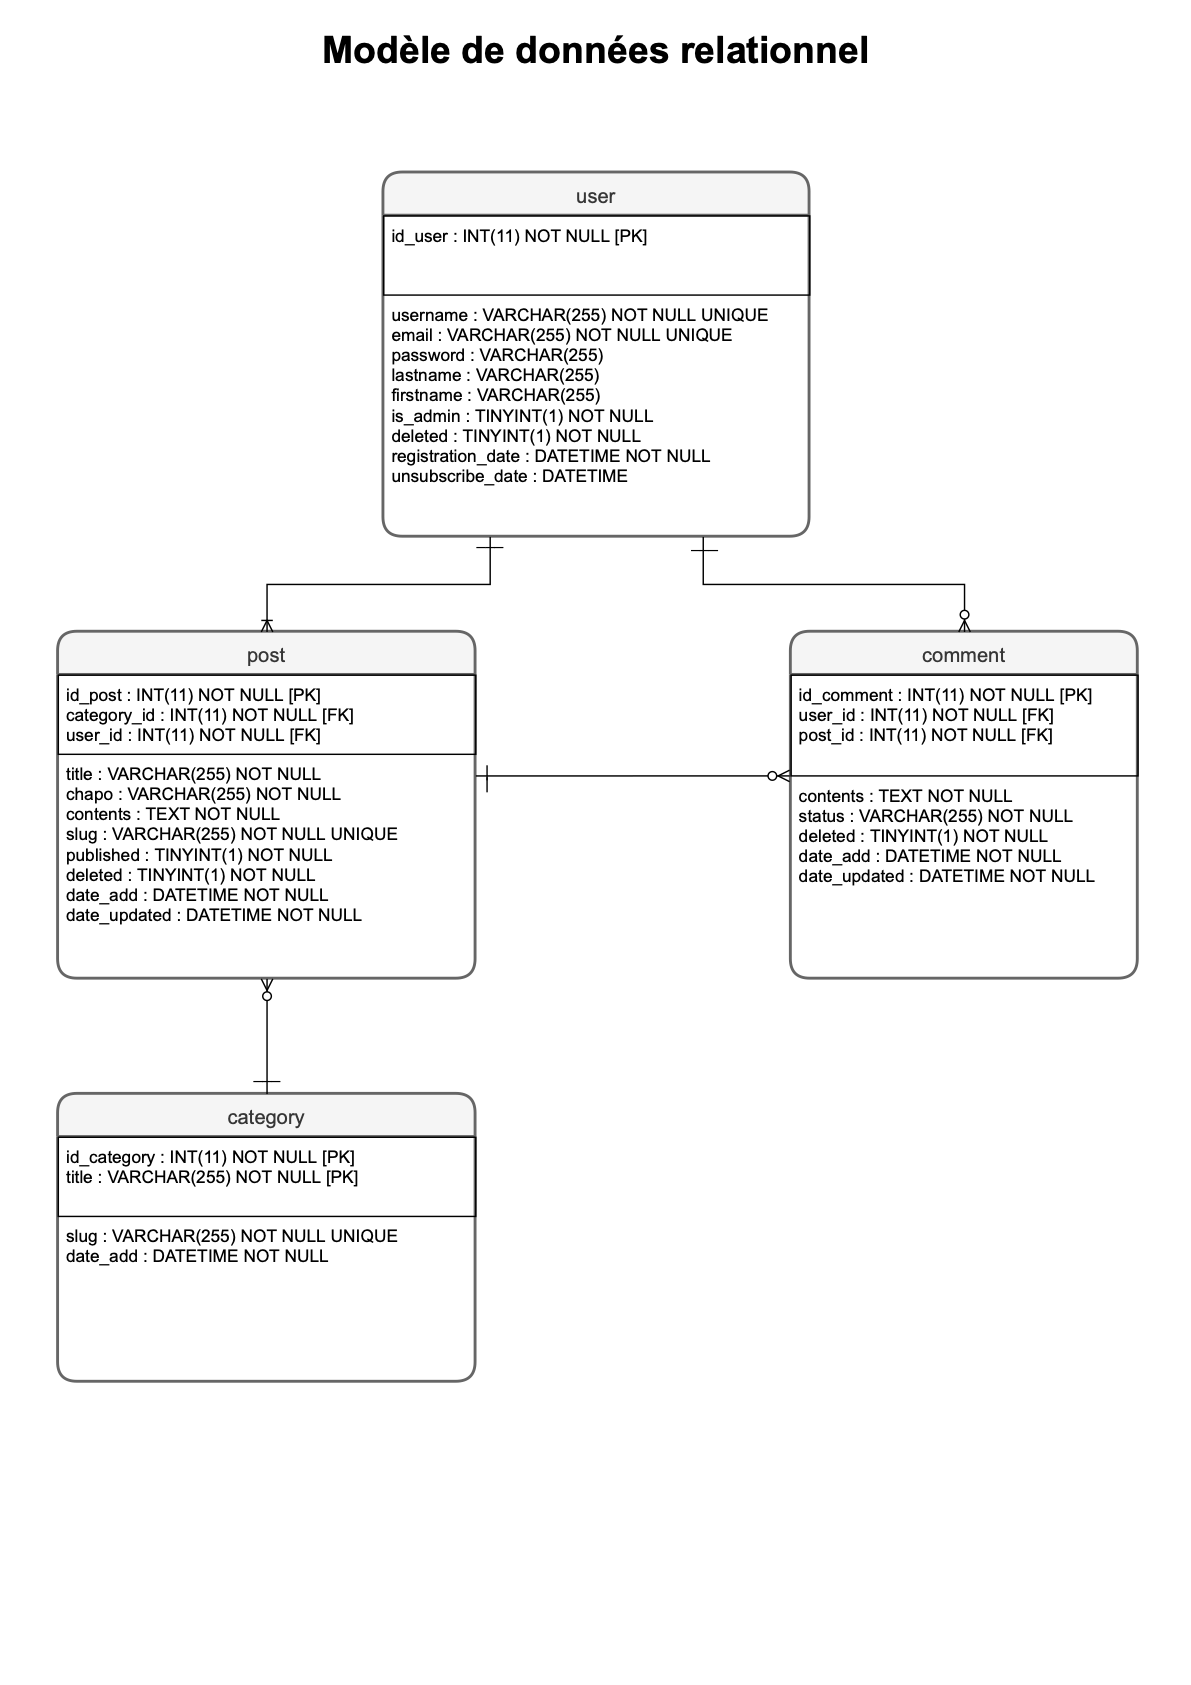 Modèle de données relationnel
user
id_user : INT(11) NOT NULL [PK]
username : VARCHAR(255) NOT NULL UNIQUE
email : VARCHAR(255) NOT NULL UNIQUE
password : VARCHAR(255)
lastname : VARCHAR(255)
firstname : VARCHAR(255)
is_admin : TINYINT(1) NOT NULL
deleted : TINYINT(1) NOT NULL
registration_date : DATETIME NOT NULL
unsubscribe_date : DATETIME
post
id_post : INT(11) NOT NULL [PK]
category_id : INT(11) NOT NULL [FK]
user_id : INT(11) NOT NULL [FK]
title : VARCHAR(255) NOT NULL
chapo : VARCHAR(255) NOT NULL
contents : TEXT NOT NULL
slug : VARCHAR(255) NOT NULL UNIQUE
published : TINYINT(1) NOT NULL
deleted : TINYINT(1) NOT NULL
date_add : DATETIME NOT NULL
date_updated : DATETIME NOT NULL
comment
id_comment : INT(11) NOT NULL [PK]
user_id : INT(11) NOT NULL [FK]
post_id : INT(11) NOT NULL [FK]
contents : TEXT NOT NULL
status : VARCHAR(255) NOT NULL
deleted : TINYINT(1) NOT NULL
date_add : DATETIME NOT NULL
date_updated : DATETIME NOT NULL
category
id_category : INT(11) NOT NULL [PK]
title : VARCHAR(255) NOT NULL [PK]
slug : VARCHAR(255) NOT NULL UNIQUE
date_add : DATETIME NOT NULL